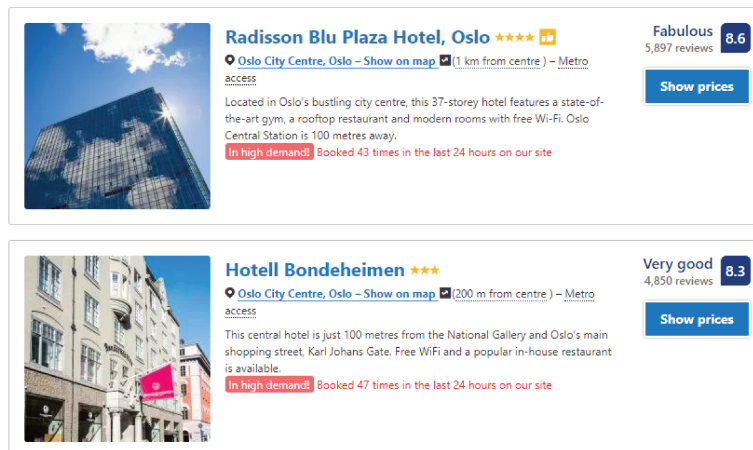 Radisson Blu Plaza Hotel, Oslo
Fabulous 8.6
5,897 reviews
Oslo City Centre, Oslo – Show on map (1 km from centre ) – Metro
access
Show prices
Located in Oslo's bustling city centre, this 37-storey hotel features a state-of-
the-art gym, a rooftop restaurant and modern rooms with free Wi-Fi. Oslo
Central Station is 100 metres away.
In high demand! Booked 43 times in the last 24 hours on our site
Hotell Bondeheimen
Very good 8.3
4,850 reviews
Oslo City Centre, Oslo – Show on map (200 m from centre ) – Metro
access
Show prices
This central hotel is just 100 metres from the National Gallery and Oslo's main
shopping street, Karl Johans Gate. Free WiFi and a popular in-house restaurant
is available.
In high demand! Booked 47 times in the last 24 hours on our site